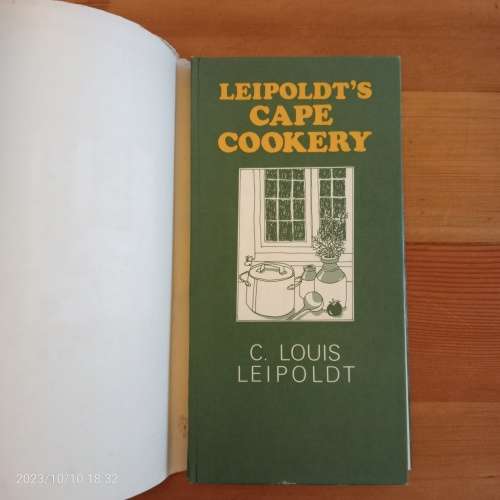 LEIPOLDT'S
CAPE
COOKERY
C. LOUIS
LEIPOLDT
2023/10/10 18:32